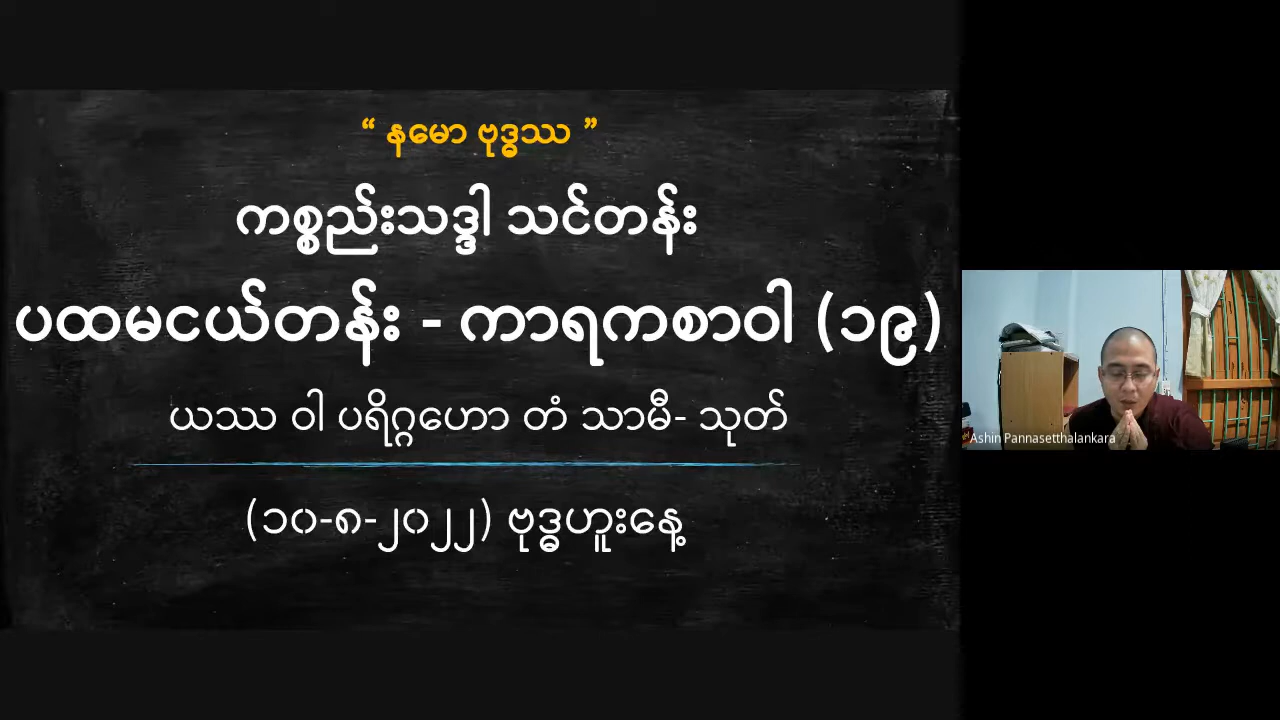 “ နမော ဗုဒ္ဓဿ ”
ကစ္စည်းသဒ္ဒါ သင်တန်း
ပထမငယ်တန်း - ကာရကစာဝါ (၁၉)
ယဿ ဝါ ပရိဂ္ဂဟော တံ သာမီ- သုတ်
(၁၀-၈-၂၀၂၂) ဗုဒ္ဓဟူးနေ့
Ashin Pannasetthalankara